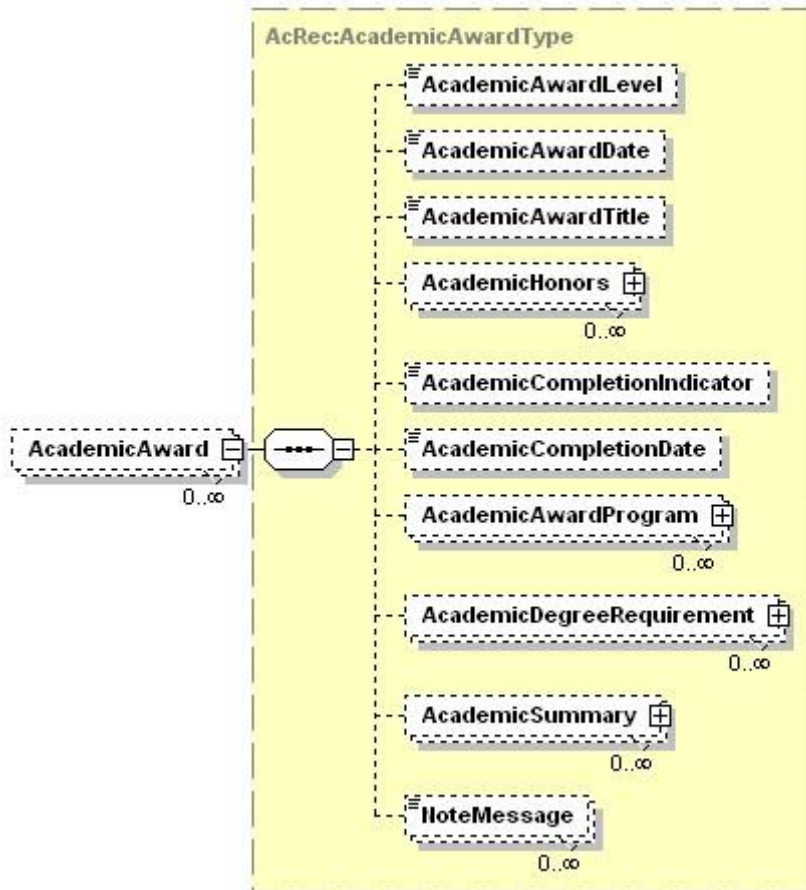 AcRec:AcademicAwardType
AcademicAwardLevel
AcademicAwardDate
AcademicAwardTitle
AcademicHonors
0..∞
AcademicCompletionIndicator
AcademicAward
0..∞
AcademicCompletionDate
AcademicAwardProgram
0..∞
AcademicDegreeRequirement
0..∞
AcademicSummary
0..∞
NoteMessage
0..∞